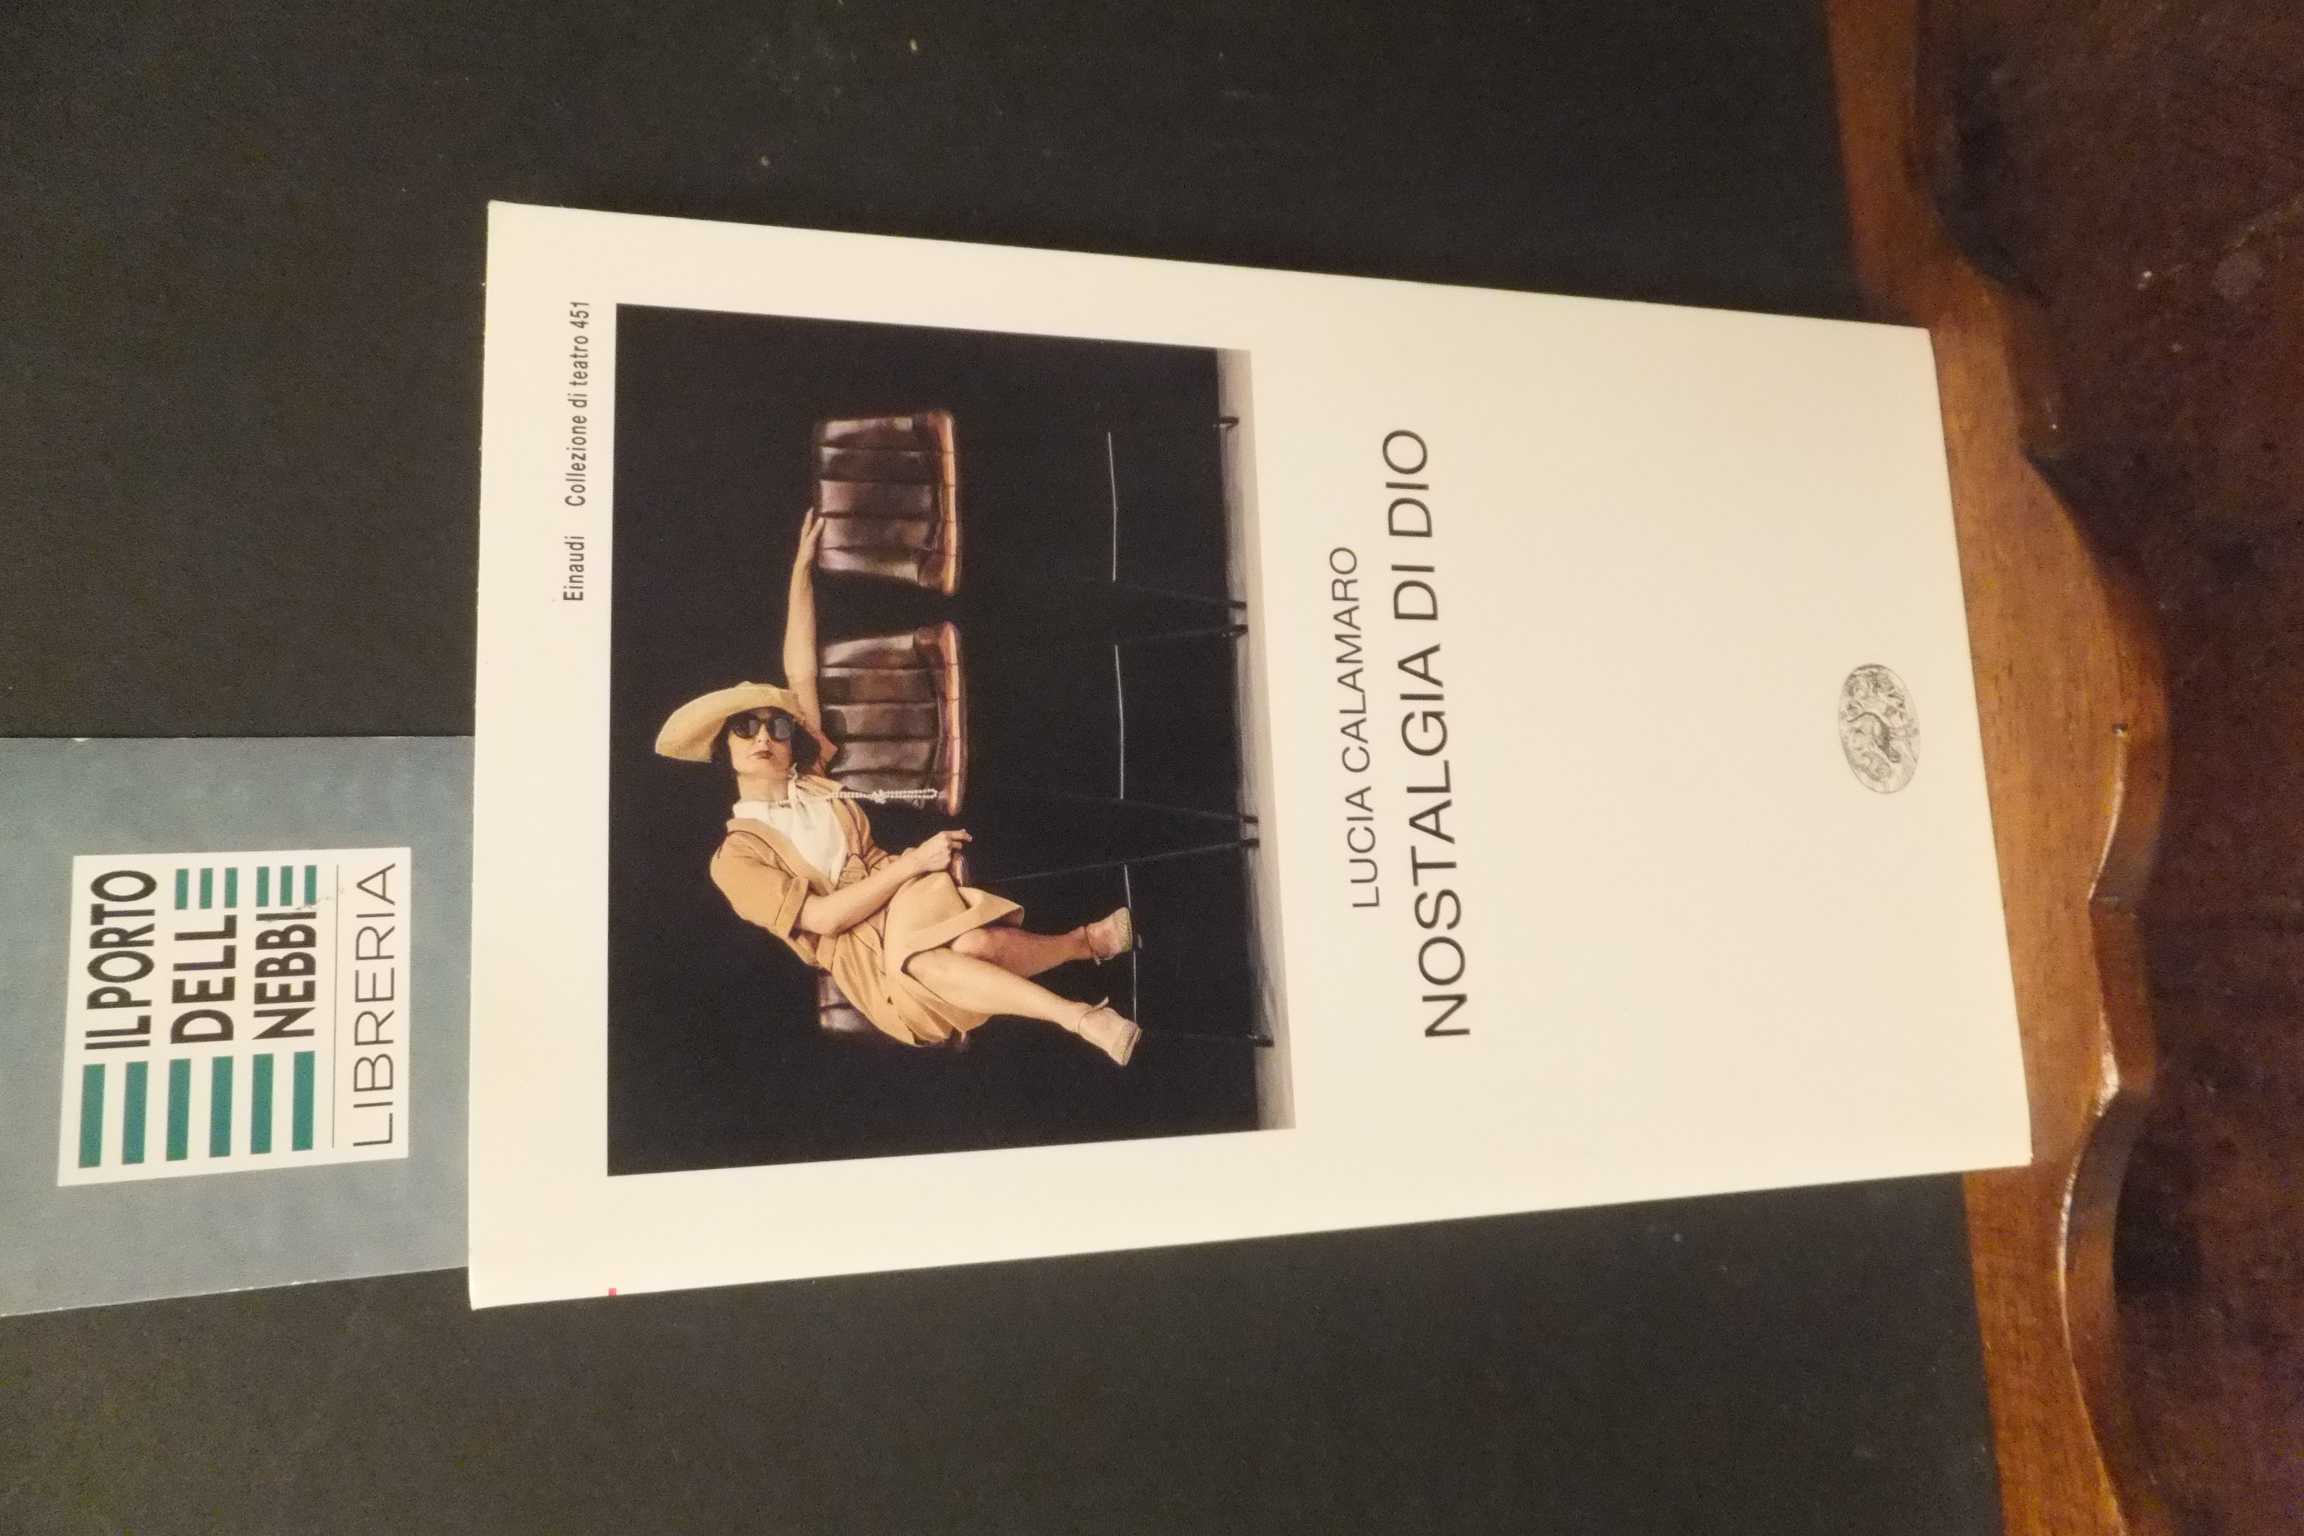 IL PORTO
DELLE
NEBBIE
LIBRERIA
Einaudi Collezione di teatro 451
LUCIA CALAMARO
NOSTALGIA DI DIO